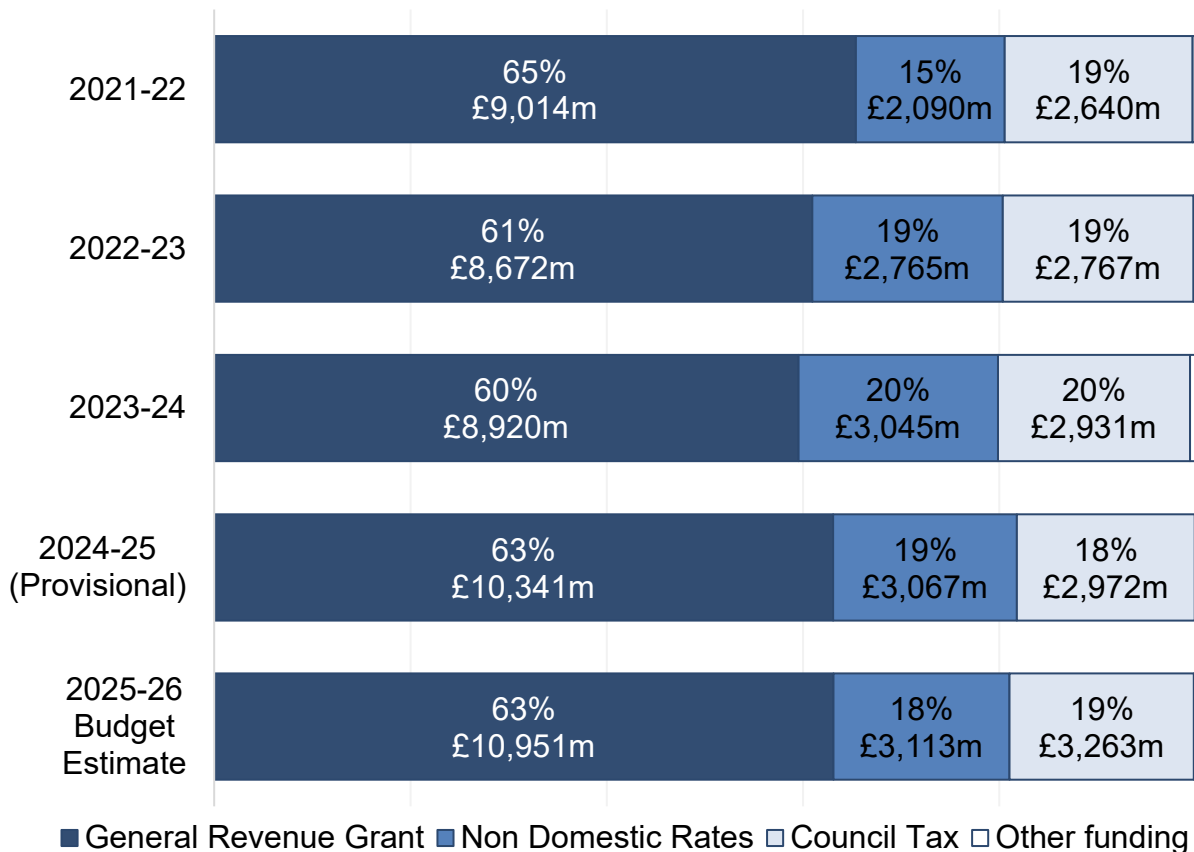 2021-22
65%
£9,014m
15%
£2,090m
19%
£2,640m
2022-23
61%
£8,672m
19%
£2,765m
19%
£2,767m
2023-24
60%
£8,920m
20%
£3,045m
20%
£2,931m
2024-25
(Provisional)
63%
£10,341m
19%
£3,067m
18%
£2,972m
2025-26
Budget
Estimate
63%
£10,951m
18%
£3,113m
19%
£3,263m
General Revenue Grant Non Domestic Rates Council Tax Other funding